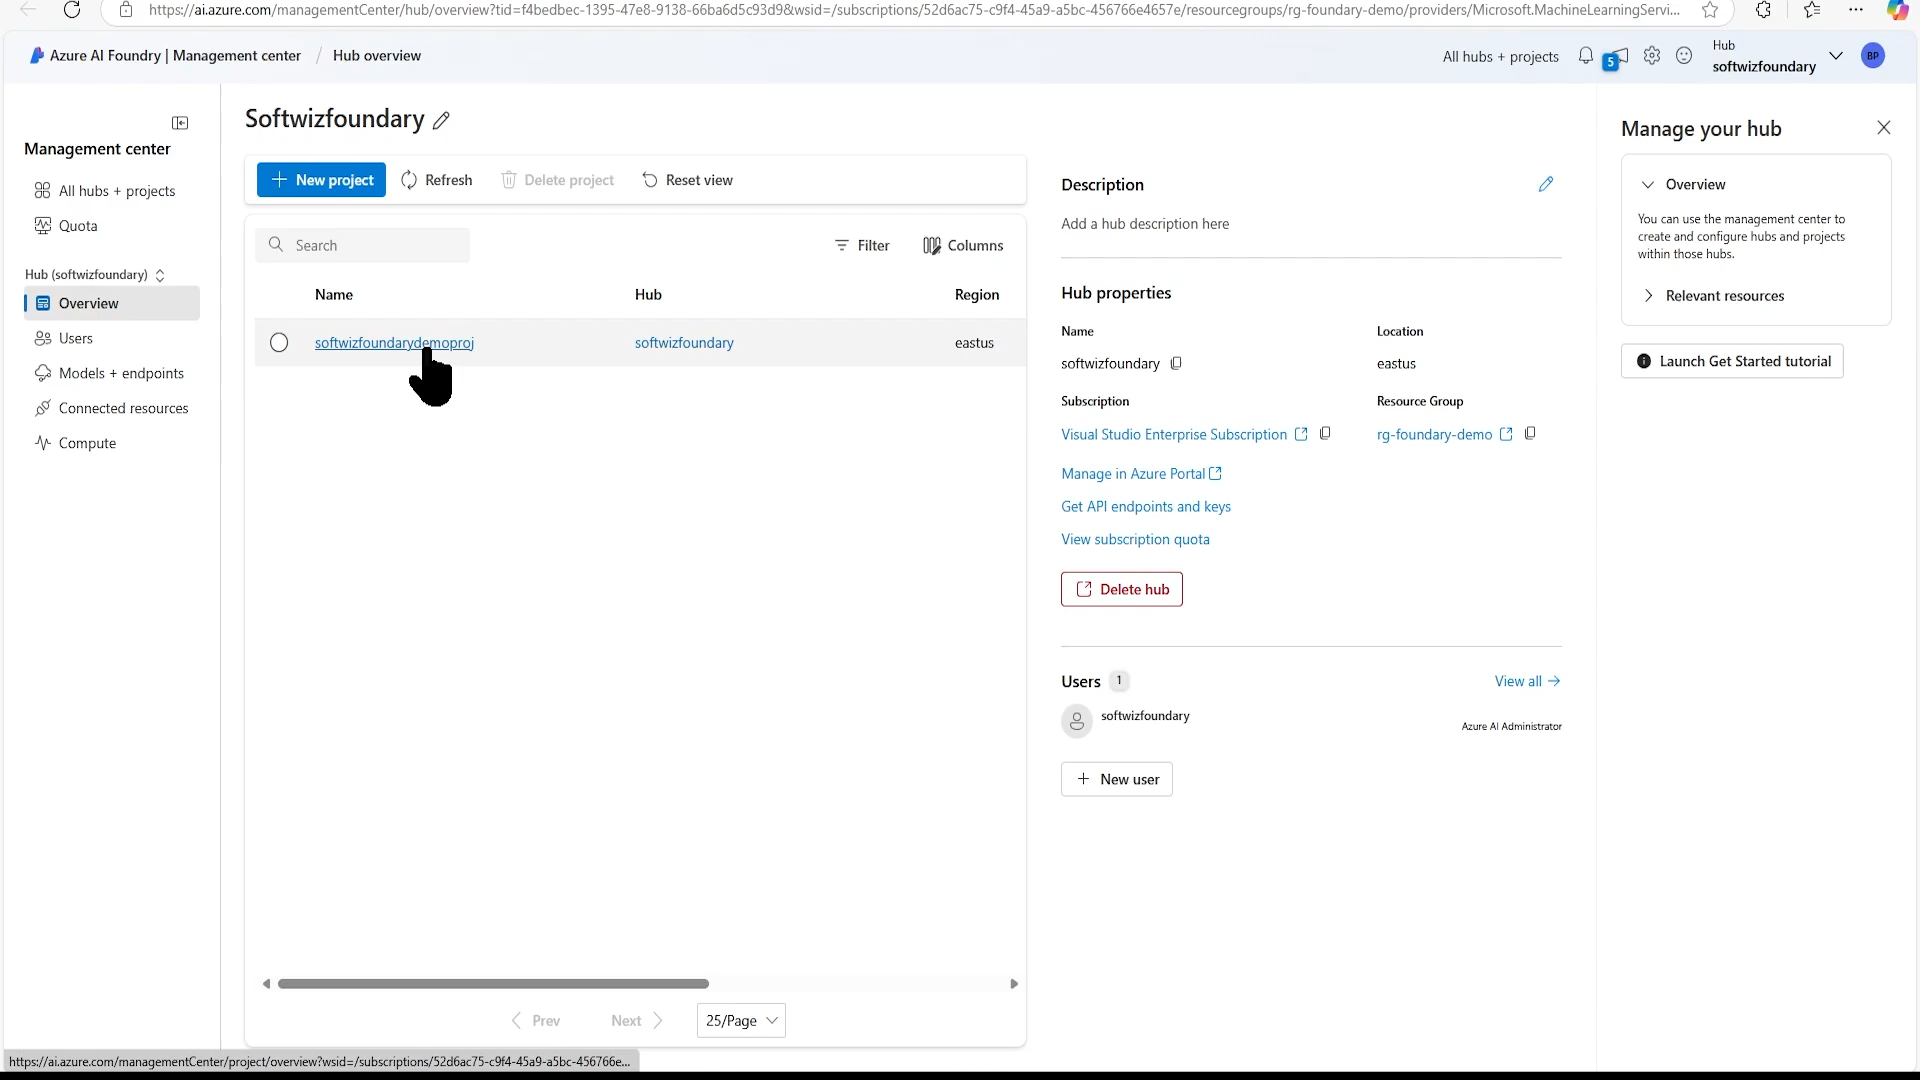 https://ai.azure.com/managementCenter/hub/overview?tid=f4bedbec-1395-47e8-9138-66ba6d5c93d9&wsid=/subscriptions/52d6ac75-c9f4-45a9-a5bc-456766e4657e/resourcegroups/rg-foundary-demo/providers/Microsoft.MachineLearningServi...
Azure AI Foundry | Management center / Hub overview
All hubs + projects
5
Hub
softwizfoundary
BP
Management center
All hubs + projects
Quota
Hub (softwizfoundary)
Overview
Users
Models + endpoints
Connected resources
Compute
Softwizfoundary
New project
Refresh
Delete project
Reset view
Search
Filter
Columns
Name Hub Region
softwizfoundarydemoproj softwizfoundary eastus
Prev
Next
25/Page
Description
Add a hub description here
Hub properties
Name Location
softwizfoundary eastus
Subscription Resource Group
Visual Studio Enterprise Subscription rg-foundary-demo
Manage in Azure Portal
Get API endpoints and keys
View subscription quota
Delete hub
Users 1 View all
softwizfoundary
Azure AI Administrator
New user
Manage your hub
Overview
You can use the management center to
create and configure hubs and projects
within those hubs.
Relevant resources
Launch Get Started tutorial
https://ai.azure.com/managementCenter/project/overview?wsid=/subscriptions/52d6ac75-c9f4-45a9-a5bc-456766e...